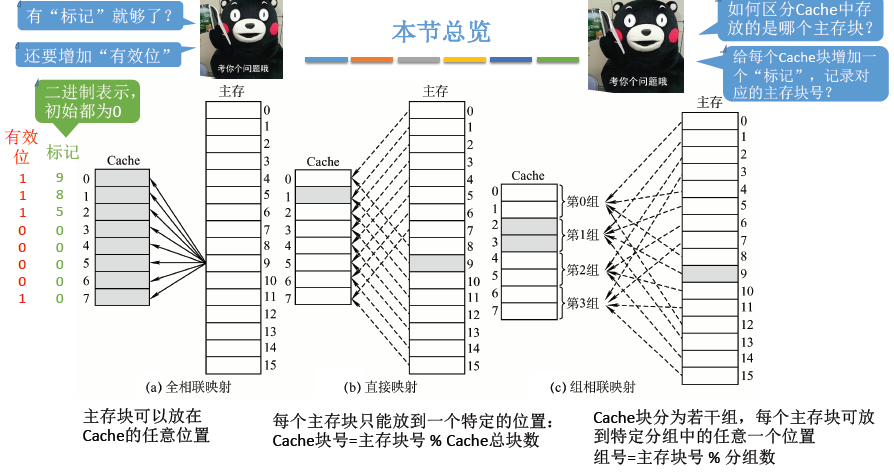 本节总览
有“标记”就够了？
还要增加“有效位”
考你个问题哦
如何区分Cache中存
放的是哪个主存块？
给每个Cache块增加一
个“标记”，记录对
应的主存块号？
考你个问题哦
二进制表示，
初始都为0
有效
位
标记
1 9
1 8
1 5
0 0
0 0
0 0
0 0
1 0
Cache
0
1
2
3
4
5
6
7
主存
0
1
2
3
4
5
6
7
8
9
10
11
12
13
14
15
(a) 全相联映射
Cache
0
1
2
3
4
5
6
7
主存
0
1
2
3
4
5
6
7
8
9
10
11
12
13
14
15
(b) 直接映射
Cache
0
1
2
3
4
5
6
7
第0组
第1组
第2组
第3组
主存
0
1
2
3
4
5
6
7
8
9
10
11
12
13
14
15
(c) 组相联映射
主存块可以放在
Cache的任意位置
每个主存块只能放到一个特定的位置：
Cache块号=主存块号 % Cache总块数
Cache块分为若干组，每个主存块可放
到特定分组中的任意一个位置
组号=主存块号 % 分组数